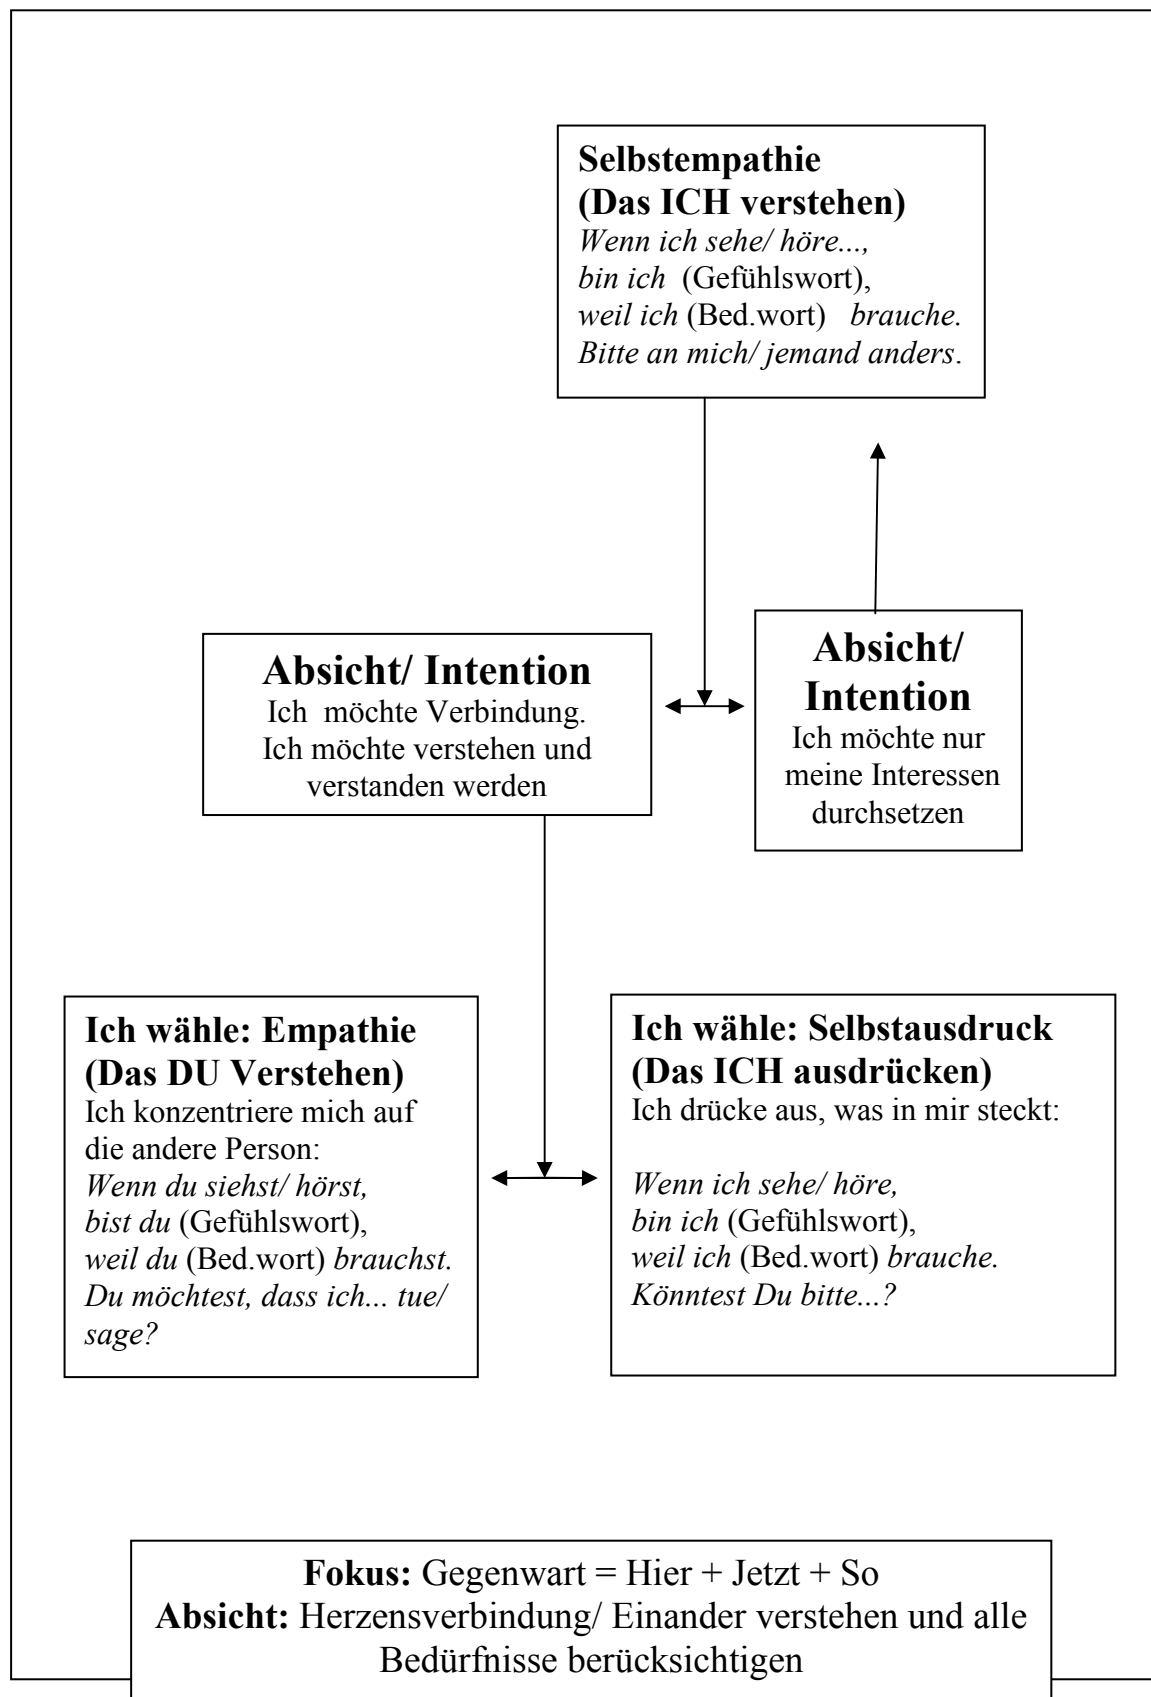 Selbstempathie
(Das ICH verstehen)
Wenn ich sehe/ höre...,
bin ich (Gefühlswort),
weil ich (Bed.wort) brauche.
Bitte an mich/ jemand anders.
Absicht/ Intention
Ich möchte Verbindung.
Ich möchte verstehen und
verstanden werden
Absicht/
Intention
Ich möchte nur
meine Interessen
durchsetzen
Ich wähle: Empathie
(Das DU Verstehen)
Ich konzentriere mich auf
die andere Person:
Wenn du siehst/ hörst,
bist du (Gefühlswort),
weil du (Bed.wort) brauchst.
Du möchtest, dass ich... tue/
sage?
Ich wähle: Selbstausdruck
(Das ICH ausdrücken)
Ich drücke aus, was in mir steckt:
Wenn ich sehe/ höre,
bin ich (Gefühlswort),
weil ich (Bed.wort) brauche.
Könntest Du bitte...?
Fokus: Gegenwart = Hier + Jetzt + So
Absicht: Herzensverbindung/ Einander verstehen und alle
Bedürfnisse berücksichtigen